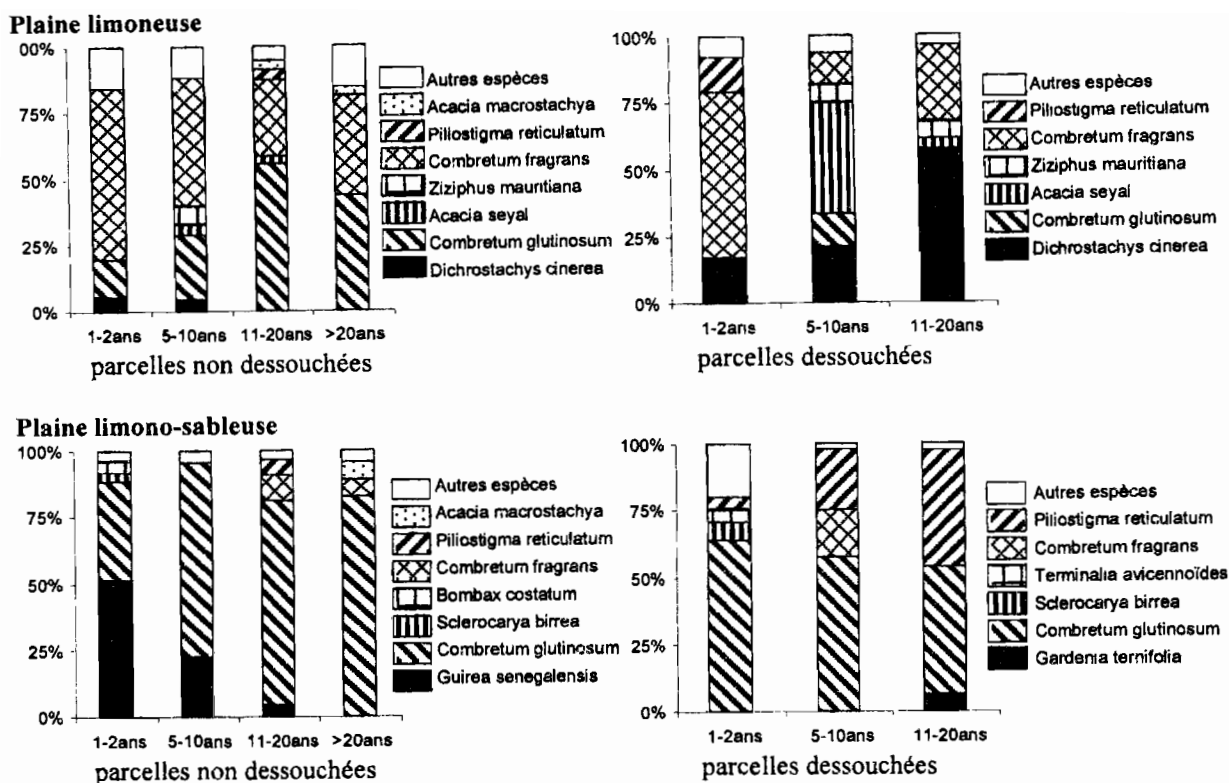 Plaine limoneuse
00%
75%
50%
25%
0%
1-2ans 5-10ans 11-20ans >20ans
parcelles non dessouchées
Autres espèces
Acacia macrostachya
Piliostigma reticulatum
Combretum fragrans
Ziziphus mauritiana
Acacia seyal
Combretum glutinosum
Dichrostachys cinerea
100%
75%
50%
25%
0%
1-2ans 5-10ans 11-20ans
parcelles dessouchées
Autres espèces
Piliostigma reticulatum
Combretum fragrans
Ziziphus mauritiana
Acacia seyal
Combretum glutinosum
Dichrostachys cinerea
Plaine limono-sableuse
100%
75%
50%
25%
0%
1-2ans 5-10ans 11-20ans >20ans
parcelles non dessouchées
Autres espèces
Acacia macrostachya
Piliostigma reticulatum
Combretum fragrans
Bombax costatum
Sclerocarya birrea
Combretum glutinosum
Guirea senegalensis
100%
75%
50%
25%
0%
1-2ans 5-10ans 11-20ans
parcelles dessouchées
Autres espèces
Piliostigma reticulatum
Combretum fragrans
Terminalia avicennoïdes
Sclerocarya birrea
Combretum glutinosum
Gardenia ternifolia